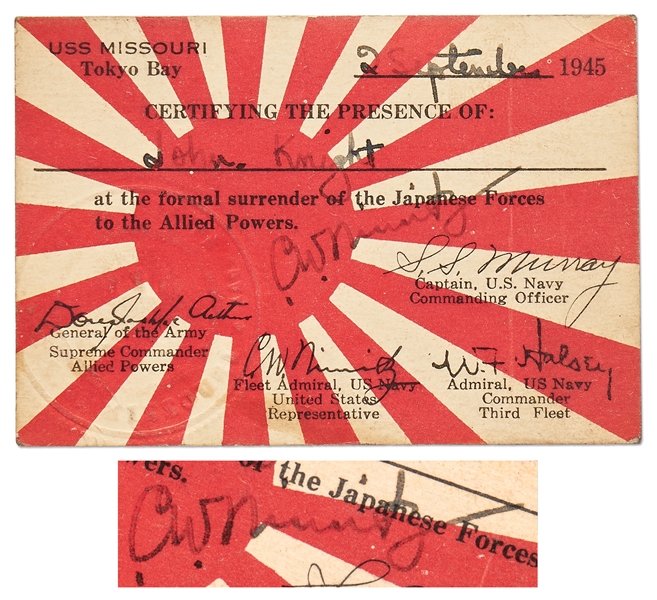 USS MISSOURI
Tokyo Bay
2 September 1945
CERTIFYING THE PRESENCE OF:
John Knight
at the formal surrender of the Japanese Forces
to the Allied Powers.
CW Nimitz
S. S. Murray
Captain, U.S. Navy
Commanding Officer
Douglas MacArthur
General of the Army
Supreme Commander
Allied Powers
C.W. Nimitz
Fleet Admiral, US Navy
United States
Representative
W. F. Halsey
Admiral, US Navy
Commander
Third Fleet
wers.
of the Japanese Forces
CW Nimitz